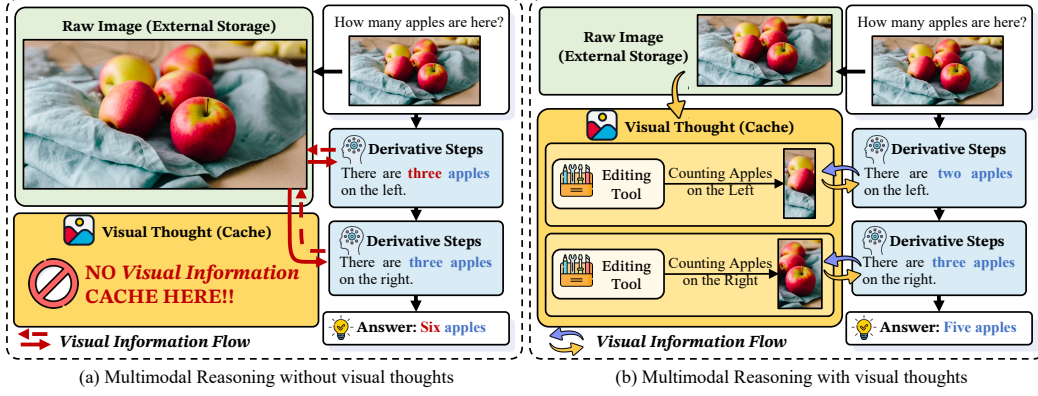 Raw Image (External Storage)
How many apples are here?
Derivative Steps
There are three apples
on the left.
Visual Thought (Cache)
NO Visual Information
CACHE HERE!!
Derivative Steps
There are three apples
on the right.
Answer: Six apples
Visual Information Flow
(a) Multimodal Reasoning without visual thoughts
Raw Image
(External Storage)
How many apples are here?
Visual Thought (Cache)
Editing
Tool
Counting Apples
on the Left
Derivative Steps
There are two apples
on the left.
Editing
Tool
Counting Apples
on the Right
Derivative Steps
There are three apples
on the right.
Answer: Five apples
Visual Information Flow
(b) Multimodal Reasoning with visual thoughts